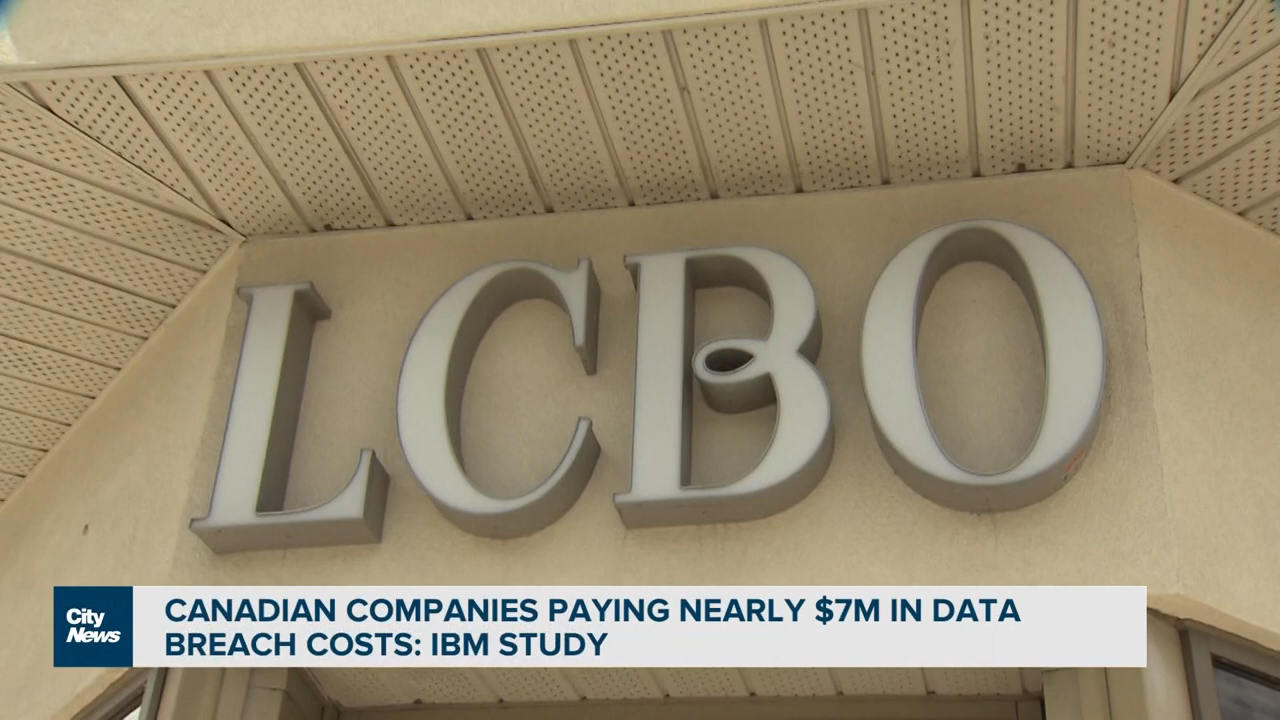 LCBO
City
News
CANADIAN COMPANIES PAYING NEARLY $7M IN DATA
BREACH COSTS: IBM STUDY